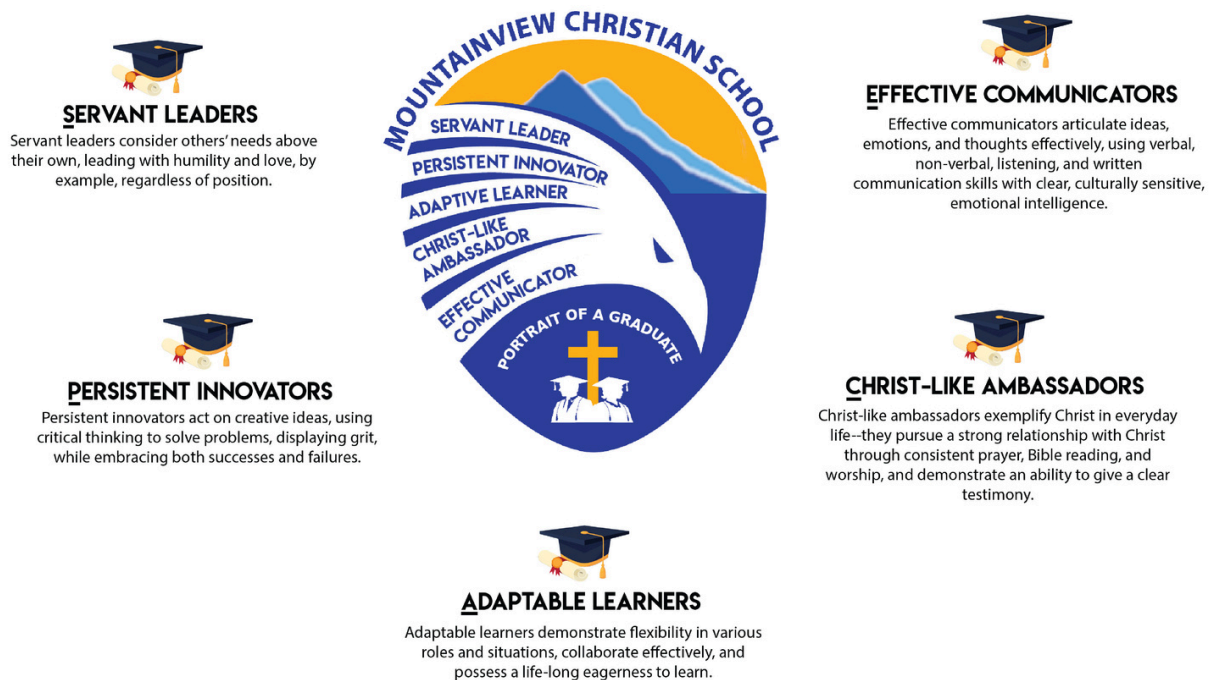 MOUNTAINVIEW CHRISTIAN SCHOOL
SERVANT LEADER
PERSISTENT INNOVATOR
ADAPTIVE LEARNER
CHRIST-LIKE
AMBASSADOR
EFFECTIVE
COMMUNICATOR
PORTRAIT OF A GRADUATE
SERVANT LEADERS
Servant leaders consider others' needs above
their own, leading with humility and love, by
example, regardless of position.
PERSISTENT INNOVATORS
Persistent innovators act on creative ideas, using
critical thinking to solve problems, displaying grit,
while embracing both successes and failures.
ADAPTABLE LEARNERS
Adaptable learners demonstrate flexibility in various
roles and situations, collaborate effectively, and
possess a life-long eagerness to learn.
EFFECTIVE COMMUNICATORS
Effective communicators articulate ideas,
emotions, and thoughts effectively, using verbal,
non-verbal, listening, and written
communication skills with clear, culturally sensitive,
emotional intelligence.
CHRIST-LIKE AMBASSADORS
Christ-like ambassadors exemplify Christ in everyday
life--they pursue a strong relationship with Christ
through consistent prayer, Bible reading, and
worship, and demonstrate an ability to give a clear
testimony.